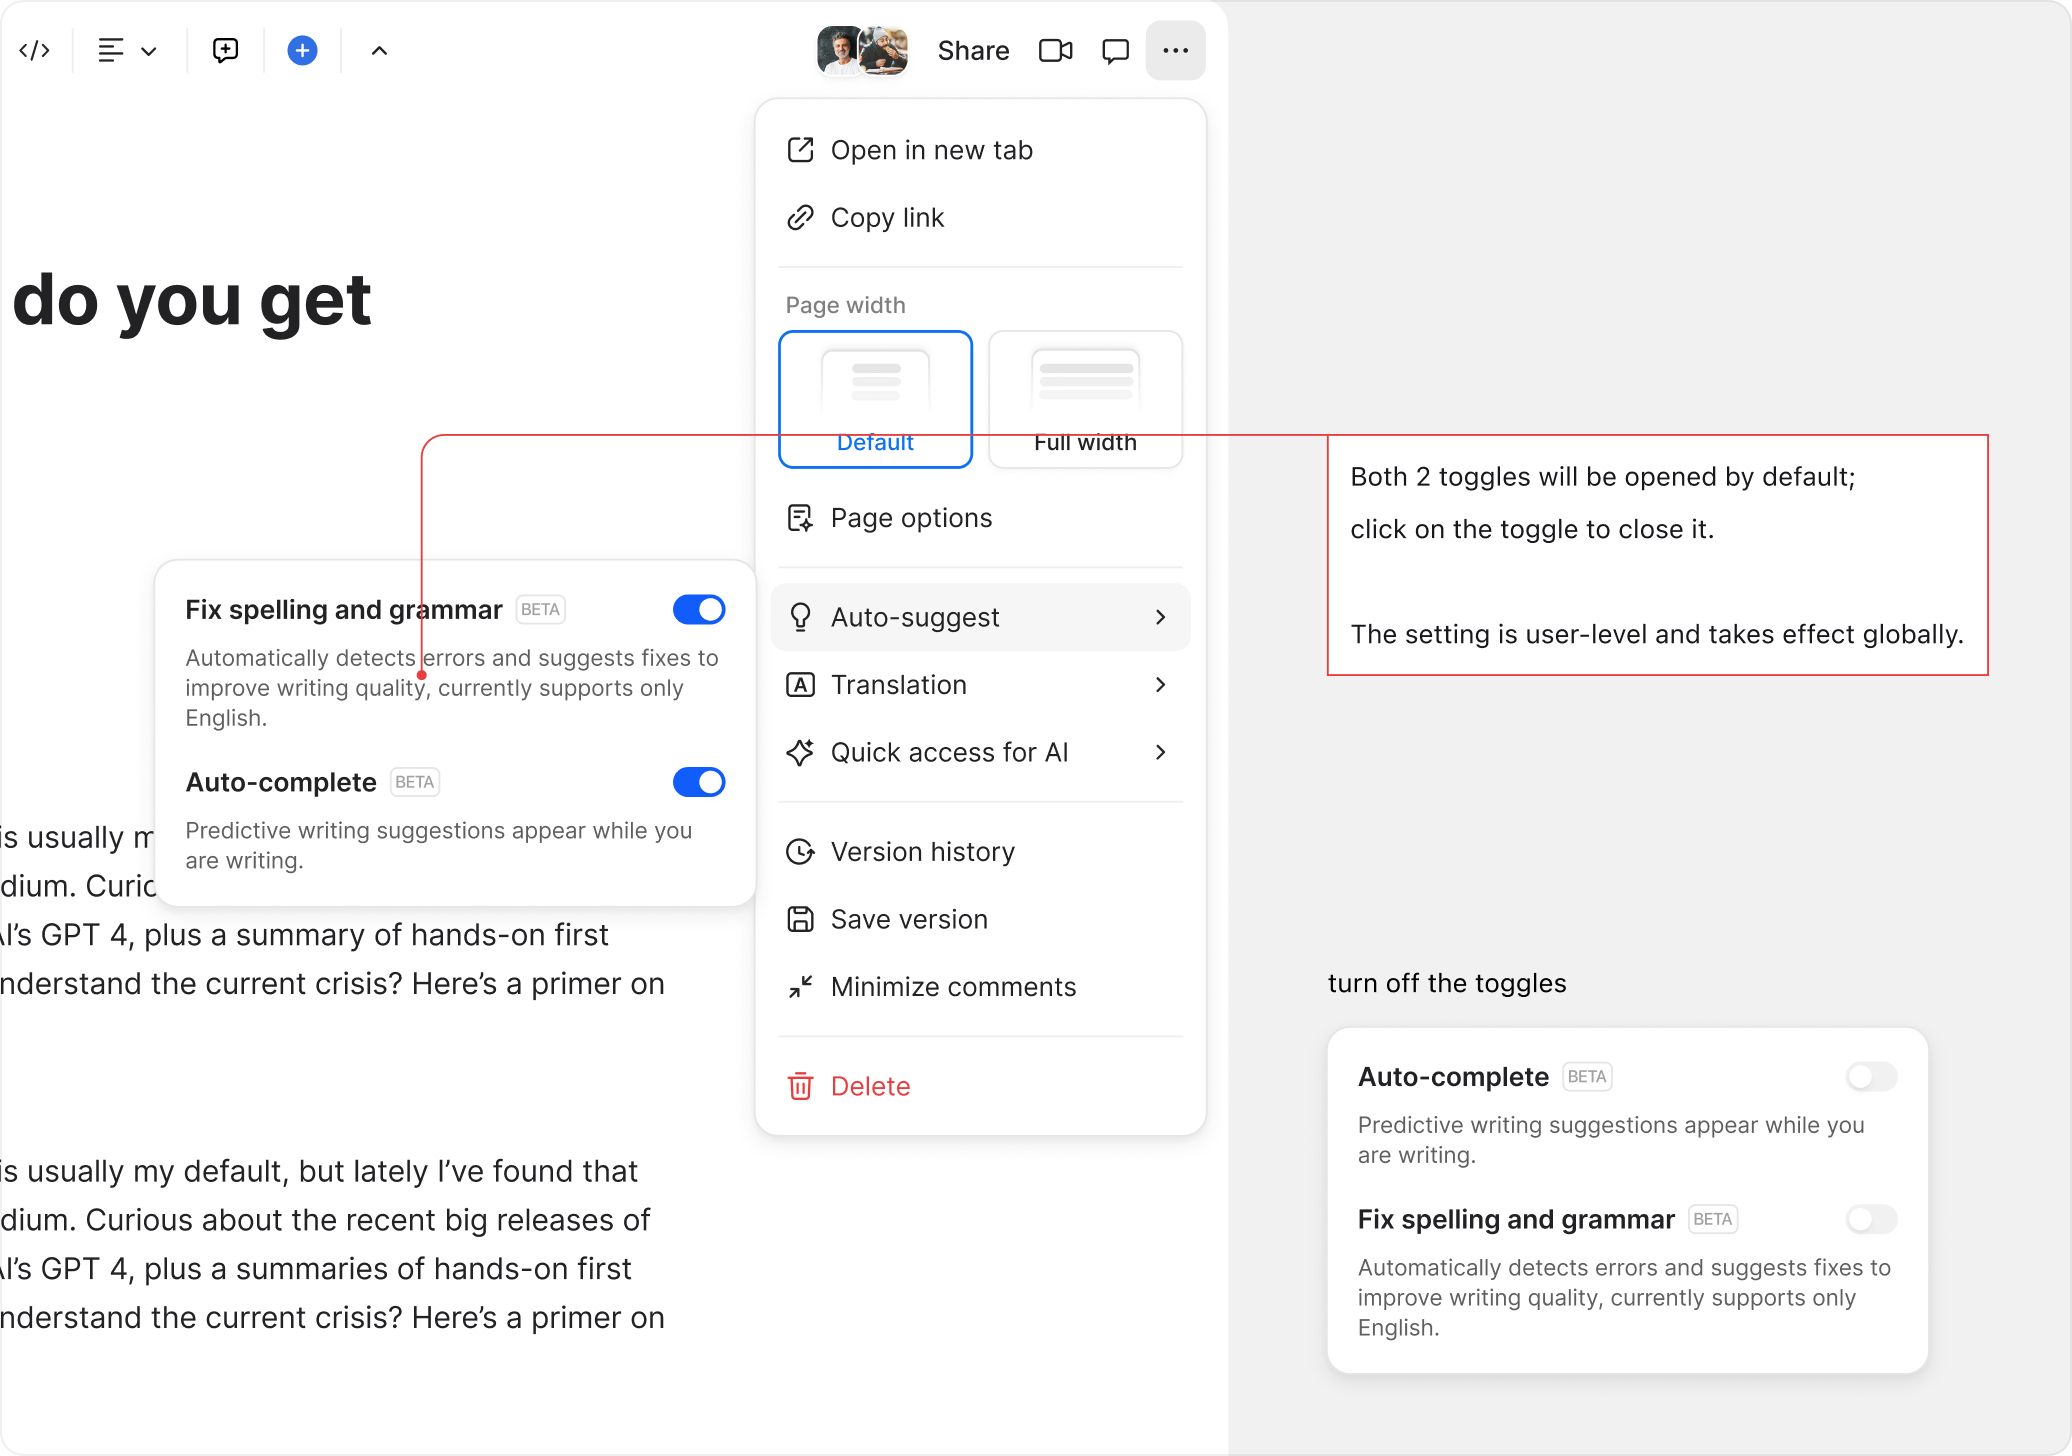 </>
Share
Open in new tab
Copy link
do you get
Page width
Default
Full width
Page options
Auto-suggest
Translation
Quick access for AI
Version history
Save version
Minimize comments
Delete
Fix spelling and grammar BETA
Automatically detects errors and suggests fixes to
improve writing quality, currently supports only
English.
Auto-complete BETA
Predictive writing suggestions appear while you
are writing.
is usually m
dium. Curio
I’s GPT 4, plus a summary of hands-on first
nderstand the current crisis? Here’s a primer on
is usually my default, but lately I’ve found that
dium. Curious about the recent big releases of
I’s GPT 4, plus a summaries of hands-on first
nderstand the current crisis? Here’s a primer on
Both 2 toggles will be opened by default;
click on the toggle to close it.
The setting is user-level and takes effect globally.
turn off the toggles
Auto-complete BETA
Predictive writing suggestions appear while you
are writing.
Fix spelling and grammar BETA
Automatically detects errors and suggests fixes to
improve writing quality, currently supports only
English.